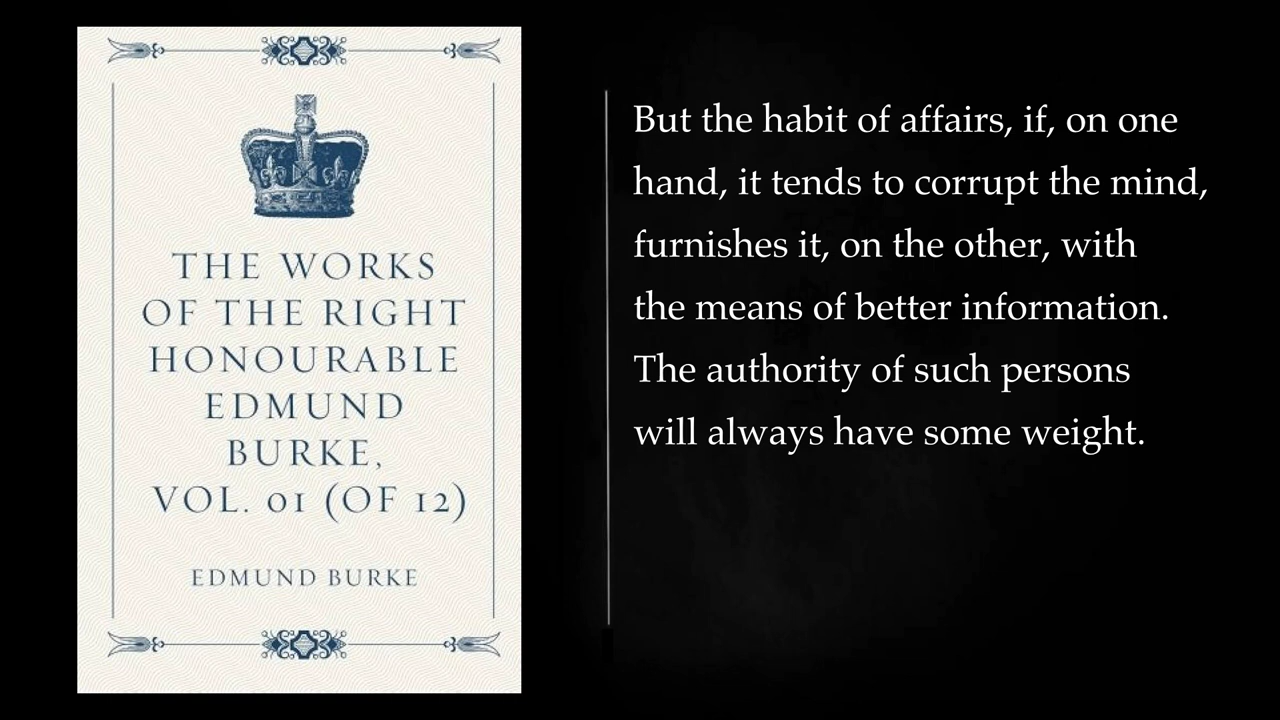 THE WORKS
OF THE RIGHT
HONOURABLE
EDMUND
BURKE,
VOL. 01 (OF 12)
EDMUND BURKE
But the habit of affairs, if, on one
hand, it tends to corrupt the mind,
furnishes it, on the other, with
the means of better information.
The authority of such persons
will always have some weight.